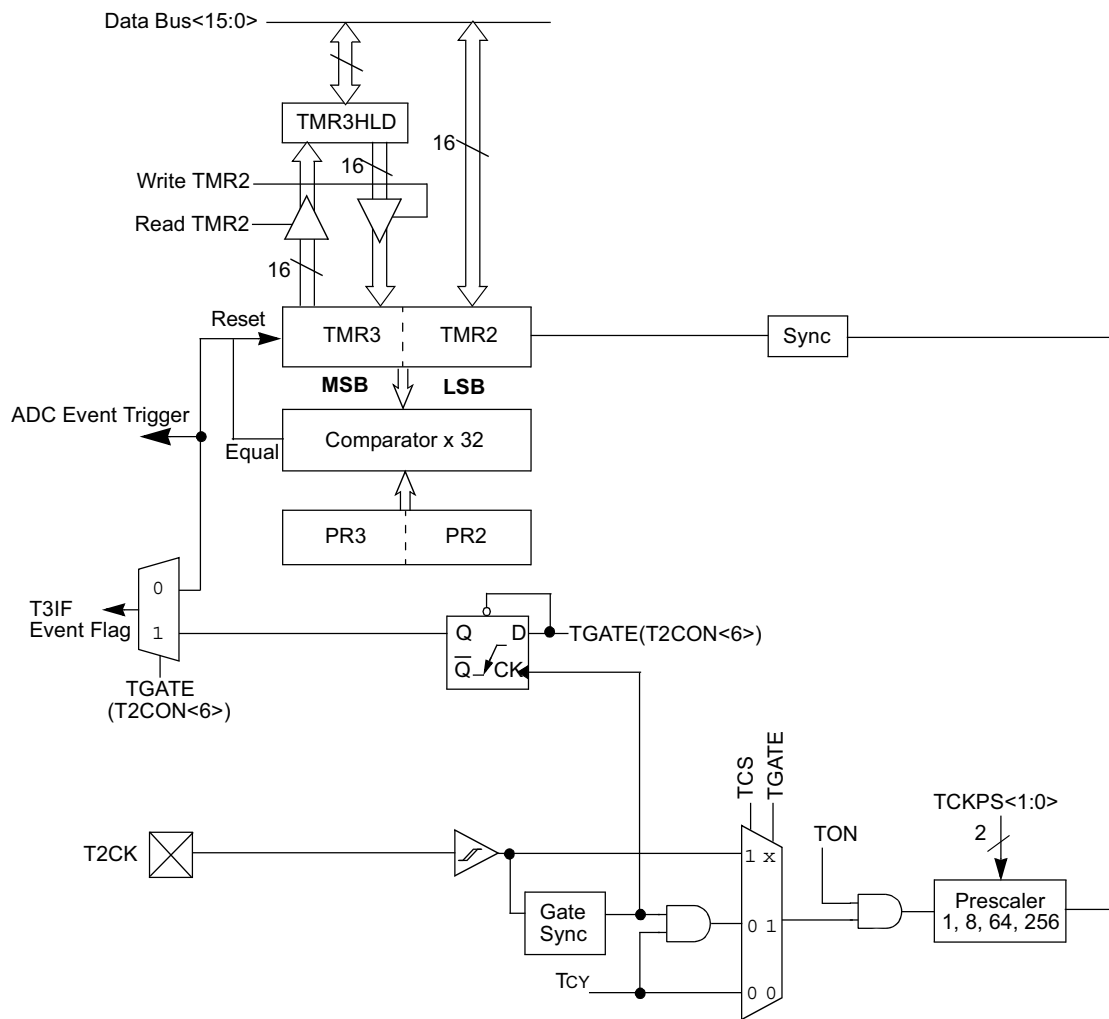 Data Bus<15:0>
TMR3HLD
16
16
Write TMR2
Read TMR2
16
Reset
TMR3
TMR2
Sync
MSB
LSB
ADC Event Trigger
Equal
Comparator x 32
PR3
PR2
0
1
T3IF
Event Flag
Q
D
TGATE(T2CON<6>)
Q
CK
TGATE
(T2CON<6>)
TCS
TGATE
TCKPS<1:0>
2
TON
T2CK
1 x
Gate
Sync
0 1
Prescaler
1, 8, 64, 256
TCY
0 0